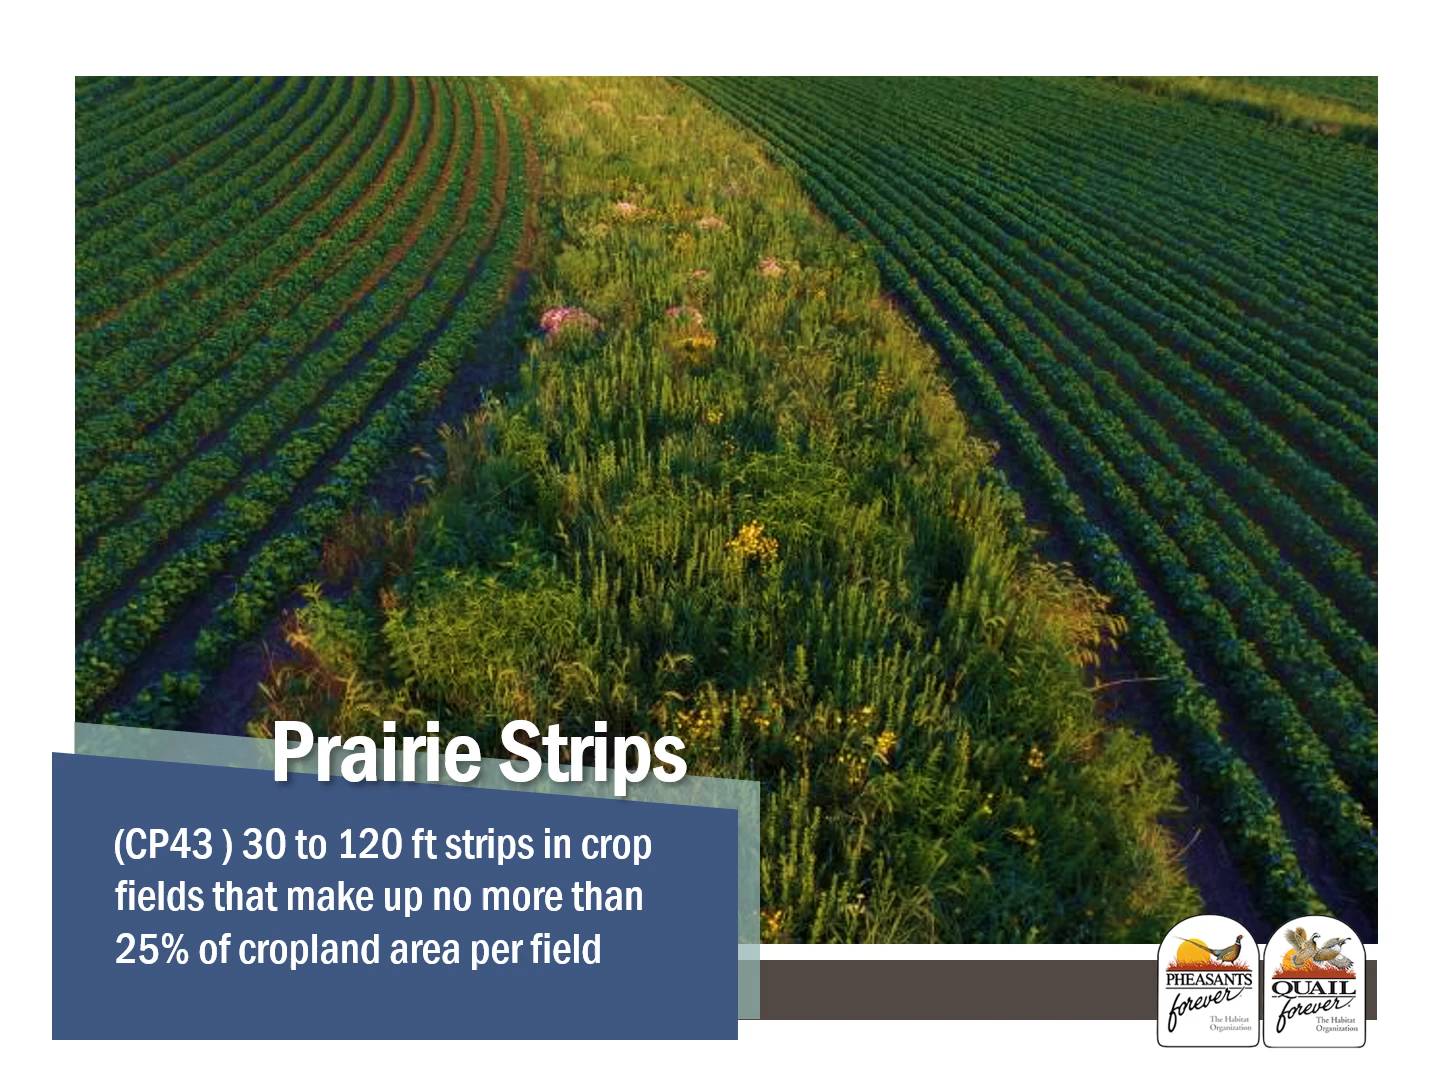 Prairie Strips
(CP43 ) 30 to 120 ft strips in crop
fields that make up no more than
25% of cropland area per field
PHEASANTS
forever
The Habitat
Organization
QUAIL
forever
The Habitat
Organization